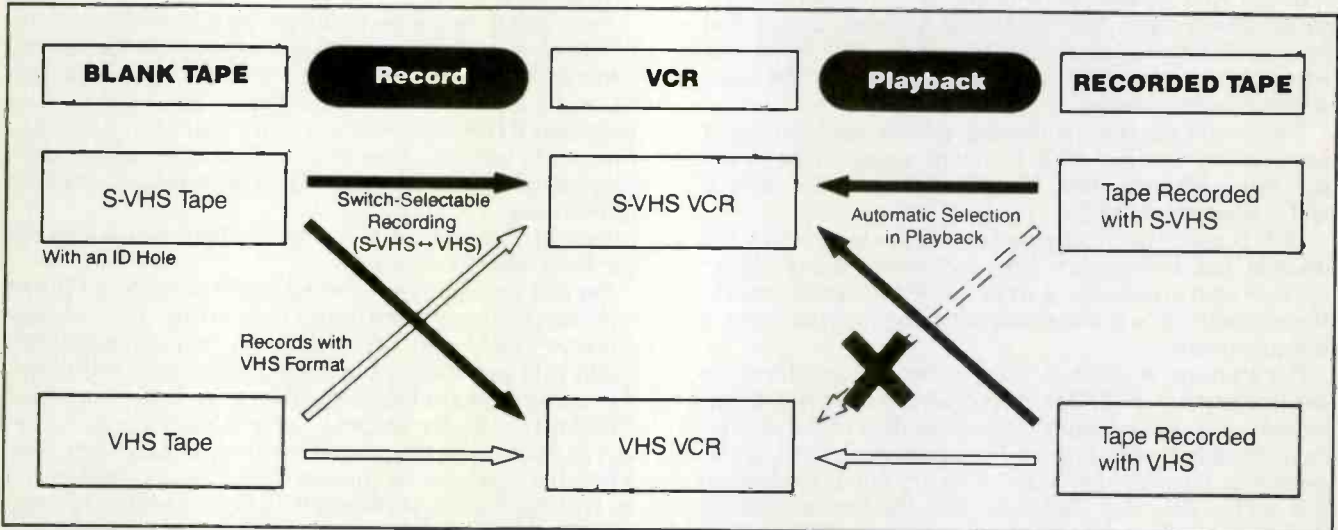 BLANK TAPE
Record
VCR
Playback
RECORDED TAPE
S-VHS Tape
With an ID Hole
Switch-Selectable
Recording
(S-VHS↔VHS)
S-VHS VCR
Automatic Selection
in Playback
Tape Recorded
with S-VHS
Records with
VHS Format
VHS Tape
VHS VCR
Tape Recorded
with VHS